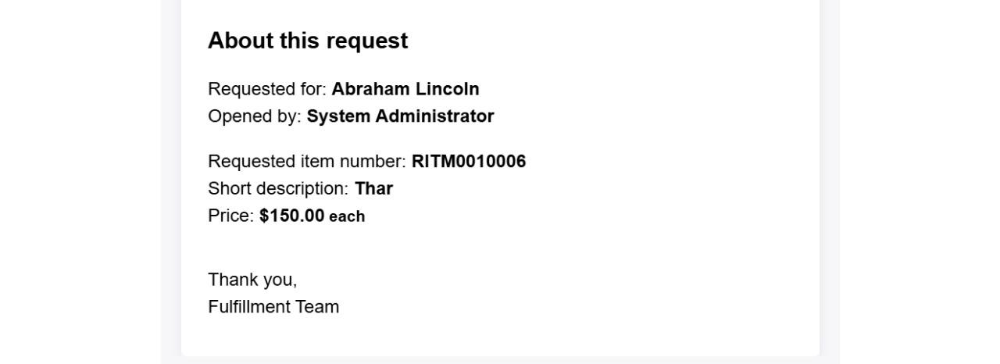 About this request
Requested for: Abraham Lincoln
Opened by: System Administrator
Requested item number: RITM0010006
Short description: Thar
Price: $150.00 each
Thank you,
Fulfillment Team